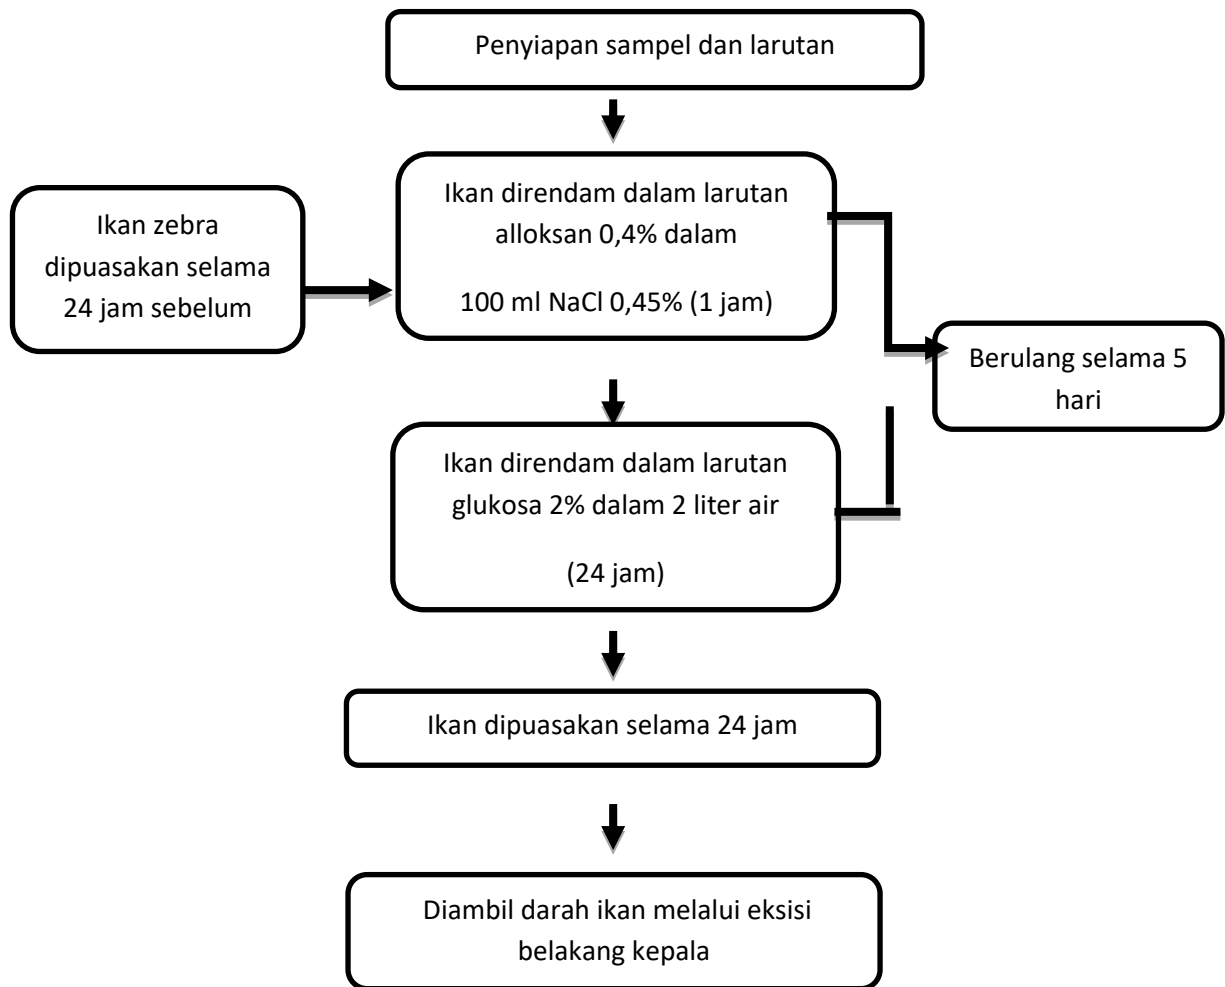 Penyiapan sampel dan larutan
Ikan zebra
dipuasakan selama
24 jam sebelum
Ikan direndam dalam larutan
alloksan 0,4% dalam
100 ml NaCl 0,45% (1 jam)
Berulang selama 5
hari
Ikan direndam dalam larutan
glukosa 2% dalam 2 liter air
(24 jam)
Ikan dipuasakan selama 24 jam
Diambil darah ikan melalui eksisi
belakang kepala